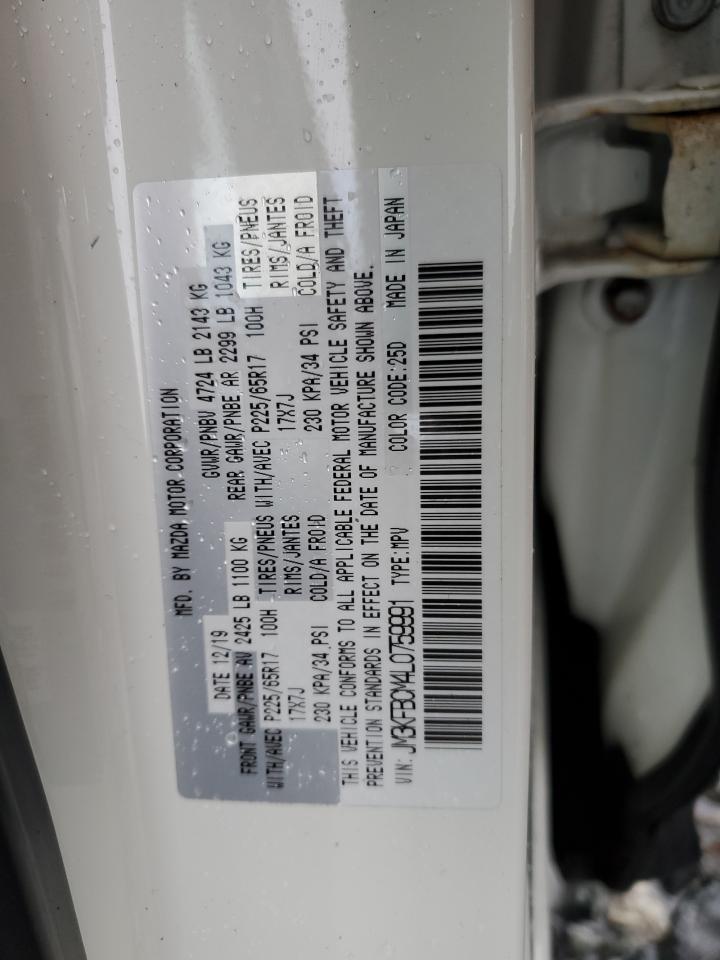 MFD. BY MAZDA MOTOR CORPORATION
DATE 12/19 GVWR/PNBV 4724 LB 2143 KG
FRONT GAWR/PNBE AV 2425 LB 1100 KG REAR GAWR/PNBE AR 2299 LB 1043 KG
WITH/AVEC P225/65R17 100H TIRES/PNEUS WITH/AVEC P225/65R17 100H TIRES/PNEUS
17X7J RIMS/JANTES 17X7J RIMS/JANTES
230 KPA/34 PSI COLD/A FROID 230 KPA/34 PSI COLD/A FROID
THIS VEHICLE CONFORMS TO ALL APPLICABLE FEDERAL MOTOR VEHICLE SAFETY AND THEFT
PREVENTION STANDARDS IN EFFECT ON THE DATE OF MANUFACTURE SHOWN ABOVE.
VIN: JM3KFBCM4L0759991 TYPE:MPV COLOR CODE:25D MADE IN JAPAN